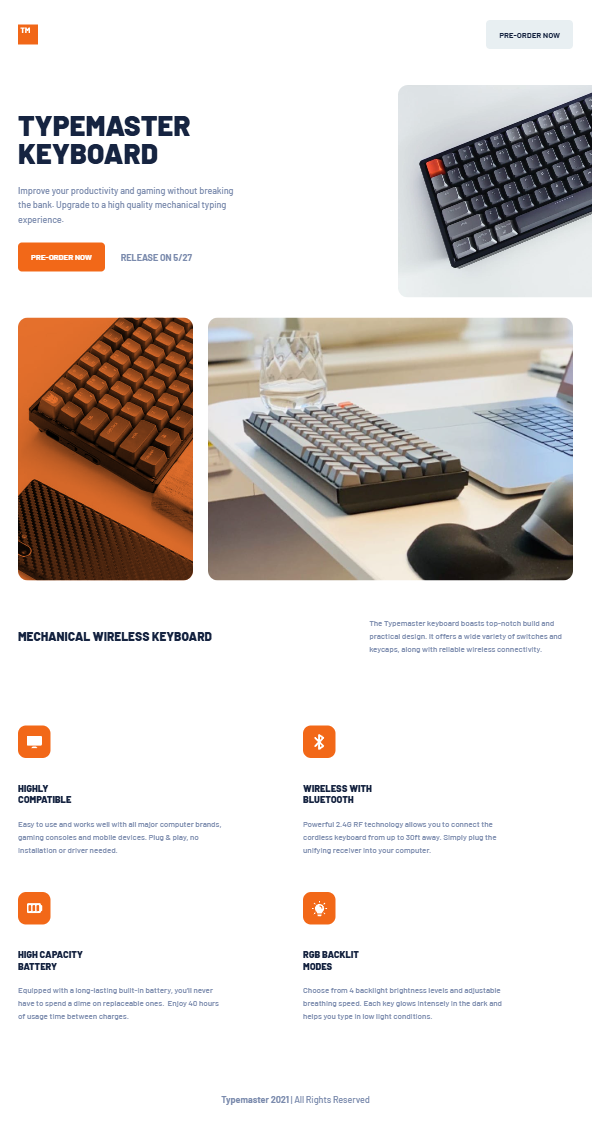 TM
PRE-ORDER NOW
TYPEMASTER
KEYBOARD
Improve your productivity and gaming without breaking
the bank. Upgrade to a high quality mechanical typing
experience.
PRE-ORDER NOW
RELEASE ON 5/27
MECHANICAL WIRELESS KEYBOARD
The Typemaster keyboard boasts top-notch build and
practical design. It offers a wide variety of switches and
keycaps, along with reliable wireless connectivity.
HIGHLY
COMPATIBLE
Easy to use and works well with all major computer brands,
gaming consoles and mobile devices. Plug & play, no
installation or driver needed.
WIRELESS WITH
BLUETOOTH
Powerful 2.4G RF technology allows you to connect the
cordless keyboard from up to 30ft away. Simply plug the
unifying receiver into your computer.
HIGH CAPACITY
BATTERY
Equipped with a long-lasting built-in battery, you'll never
have to spend a dime on replaceable ones. Enjoy 40 hours
of usage time between charges.
RGB BACKLIT
MODES
Choose from 4 backlight brightness levels and adjustable
breathing speed. Each key glows intensely in the dark and
helps you type in low light conditions.
Typemaster 2021 | All Rights Reserved